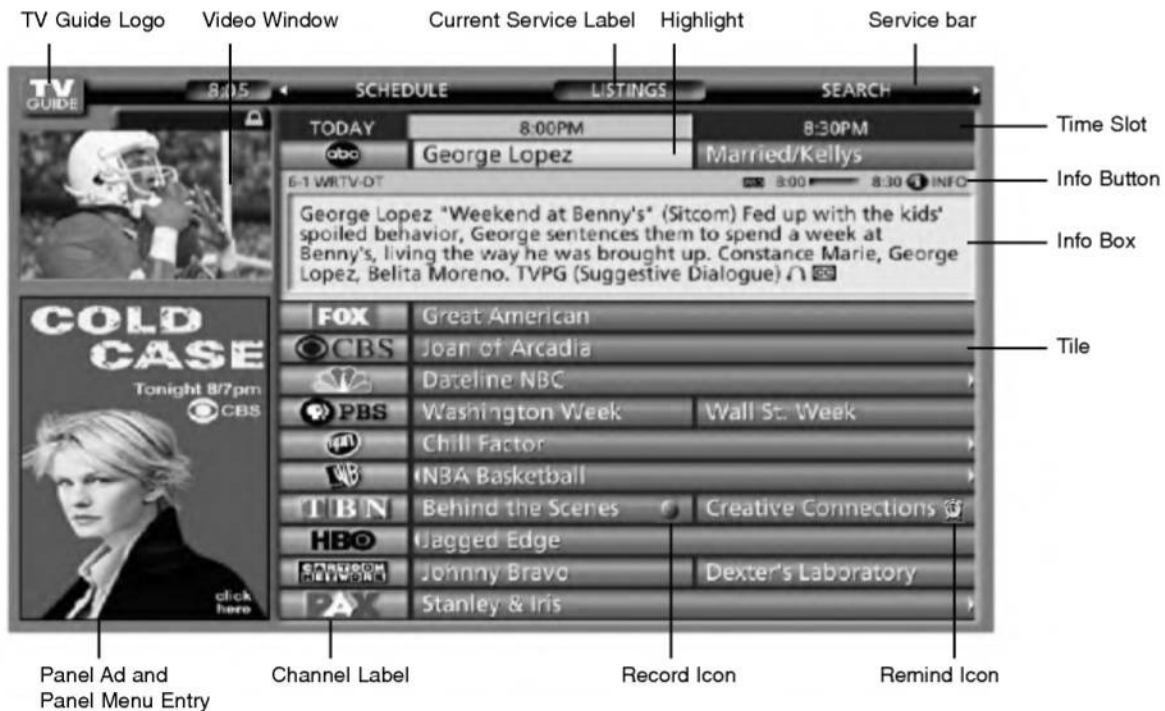 TV Guide Logo
Video Window
Current Service Label
Highlight
Service bar
TV GUIDE
8:05
SCHEDULE
LISTINGS
SEARCH
TODAY
8:00PM
8:30PM
Time Slot
abc
George Lopez
Married/Kellys
6-1 WRTV-DT
8:00
8:30
i INFO
Info Button
George Lopez "Weekend at Benny's" (Sitcom) Fed up with the kids'
spoiled behavior, George sentences them to spend a week at
Benny's, living the way he was brought up. Constance Marie, George
Lopez, Belita Moreno. TVPG (Suggestive Dialogue) CC
Info Box
COLD
CASE
Tonight 8/7pm
CBS
click
here
FOX
Great American
CBS
Joan of Arcadia
Tile
Dateline NBC
PBS
Washington Week
Wall St. Week
upn
Chill Factor
WB
NBA Basketball
TBN
Behind the Scenes
Creative Connections
HBO
Jagged Edge
CARTOON NETWORK
Johnny Bravo
Dexter's Laboratory
PAX
Stanley & Iris
Panel Ad and
Panel Menu Entry
Channel Label
Record Icon
Remind Icon